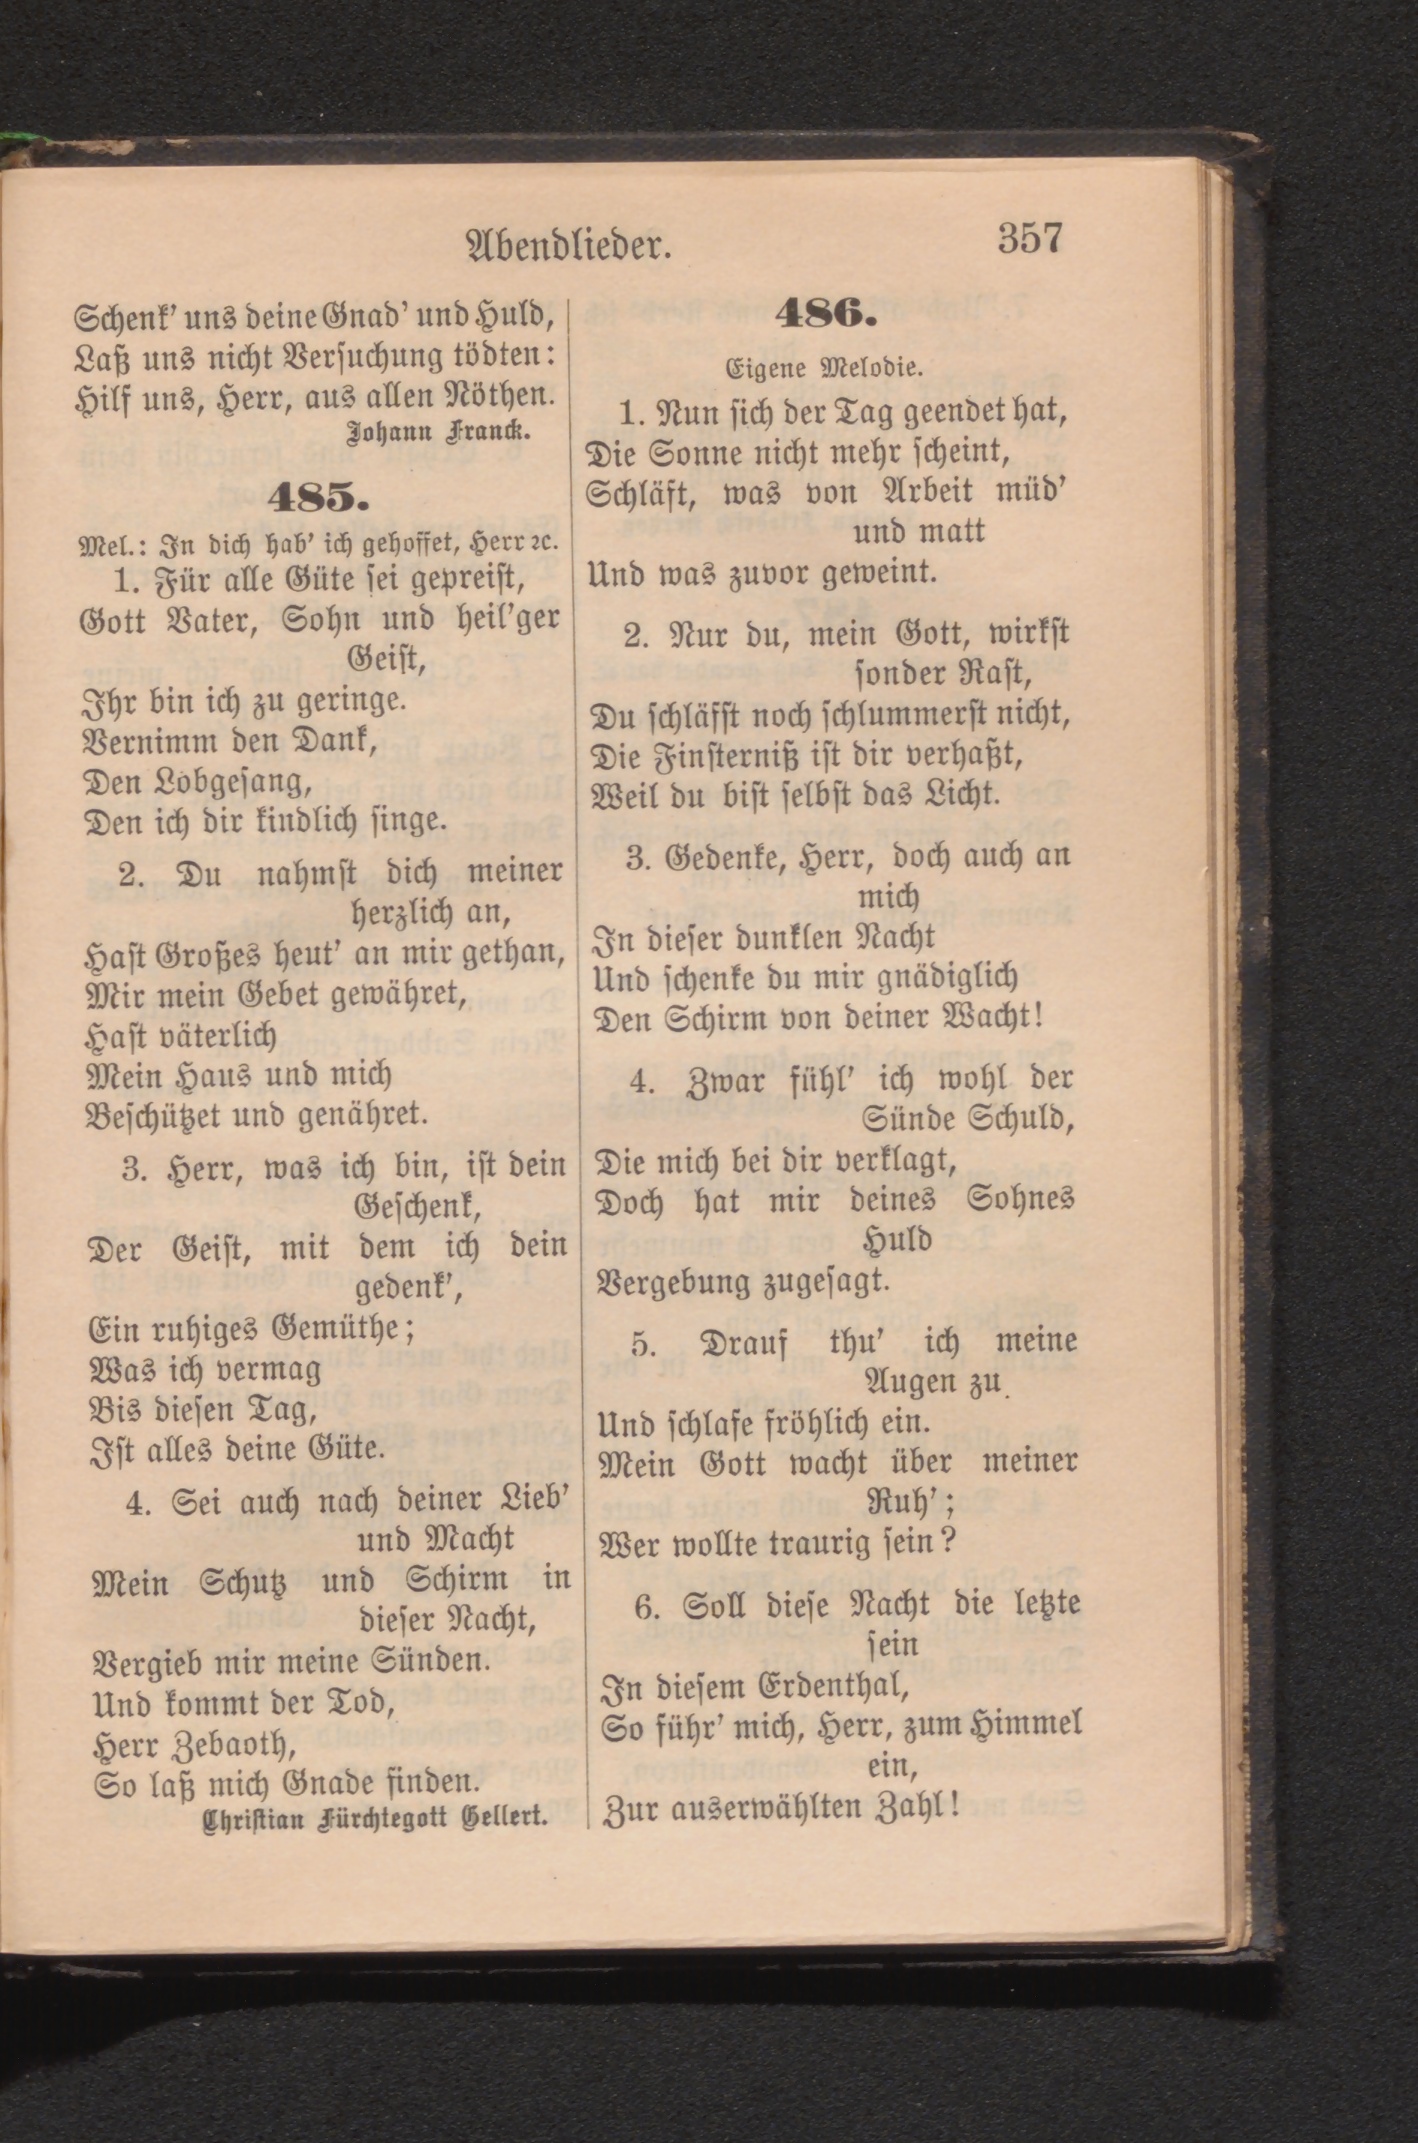 Abendlieder.
357
Schenk' uns deine Gnad' und Huld,
Laß uns nicht Versuchung tödten:
Hilf uns, Herr, aus allen Nöthen.
Johann Franck.
485.
Mel.: In dich hab' ich gehoffet, Herr ꝛc.
1. Für alle Güte sei gepreist,
Gott Vater, Sohn und heil'ger
Geist,
Ihr bin ich zu geringe.
Vernimm den Dank,
Den Lobgesang,
Den ich dir kindlich singe.
2. Du nahmst dich meiner
herzlich an,
Hast Großes heut' an mir gethan,
Mir mein Gebet gewähret,
Hast väterlich
Mein Haus und mich
Beschützet und genähret.
3. Herr, was ich bin, ist dein
Geschenk,
Der Geist, mit dem ich dein
gedenk',
Ein ruhiges Gemüthe;
Was ich vermag
Bis diesen Tag,
Ist alles deine Güte.
4. Sei auch nach deiner Lieb'
und Macht
Mein Schutz und Schirm in
dieser Nacht,
Vergieb mir meine Sünden.
Und kommt der Tod,
Herr Zebaoth,
So laß mich Gnade finden.
Christian Fürchtegott Gellert.
486.
Eigene Melodie.
1. Nun sich der Tag geendet hat,
Die Sonne nicht mehr scheint,
Schläft, was von Arbeit müd'
und matt
Und was zuvor geweint.
2. Nur du, mein Gott, wirkst
sonder Rast,
Du schläfst noch schlummerst nicht,
Die Finsterniß ist dir verhaßt,
Weil du bist selbst das Licht.
3. Gedenke, Herr, doch auch an
mich
In dieser dunklen Nacht
Und schenke du mir gnädiglich
Den Schirm von deiner Wacht!
4. Zwar fühl' ich wohl der
Sünde Schuld,
Die mich bei dir verklagt,
Doch hat mir deines Sohnes
Huld
Vergebung zugesagt.
5. Drauf thu' ich meine
Augen zu
Und schlafe fröhlich ein.
Mein Gott wacht über meiner
Ruh';
Wer wollte traurig sein?
6. Soll diese Nacht die letzte
sein
In diesem Erdenthal,
So führ' mich, Herr, zum Himmel
ein,
Zur auserwählten Zahl!